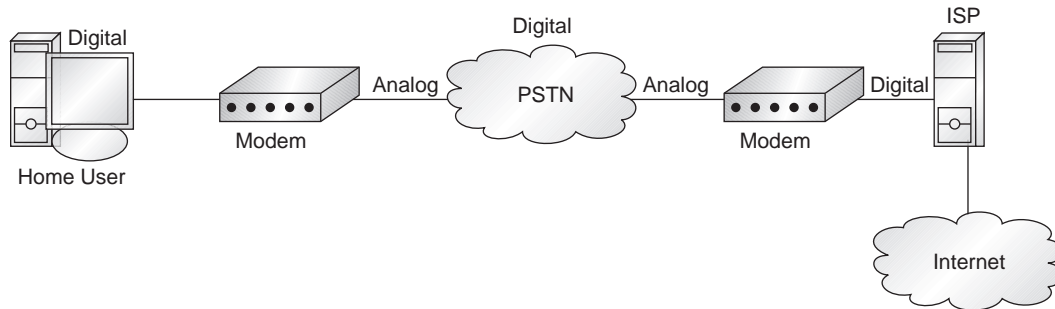 ISP
Digital
Digital
Analog
PSTN
Analog
Digital
Modem
Modem
Home User
Internet